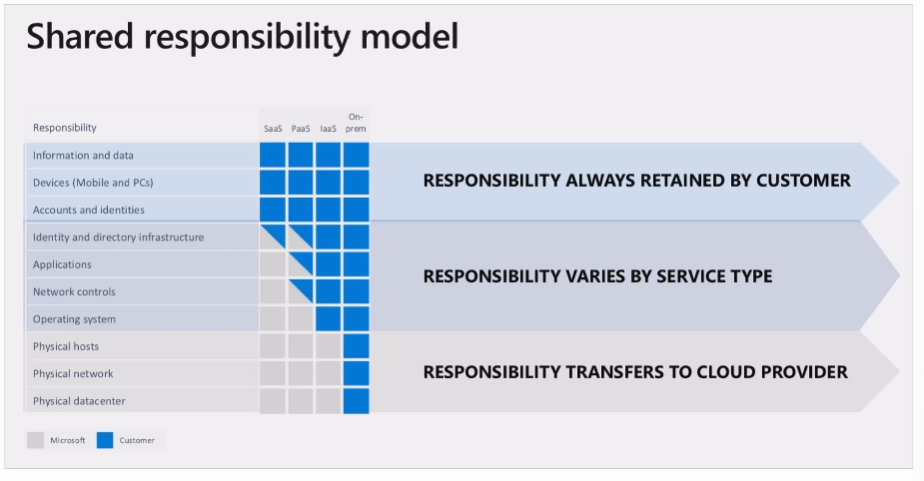 Shared responsibility model
Responsibility
SaaS PaaS IaaS On-prem
Information and data
Devices (Mobile and PCs)
Accounts and identities
RESPONSIBILITY ALWAYS RETAINED BY CUSTOMER
Identity and directory infrastructure
Applications
Network controls
Operating system
RESPONSIBILITY VARIES BY SERVICE TYPE
Physical hosts
Physical network
Physical datacenter
RESPONSIBILITY TRANSFERS TO CLOUD PROVIDER
Microsoft Customer